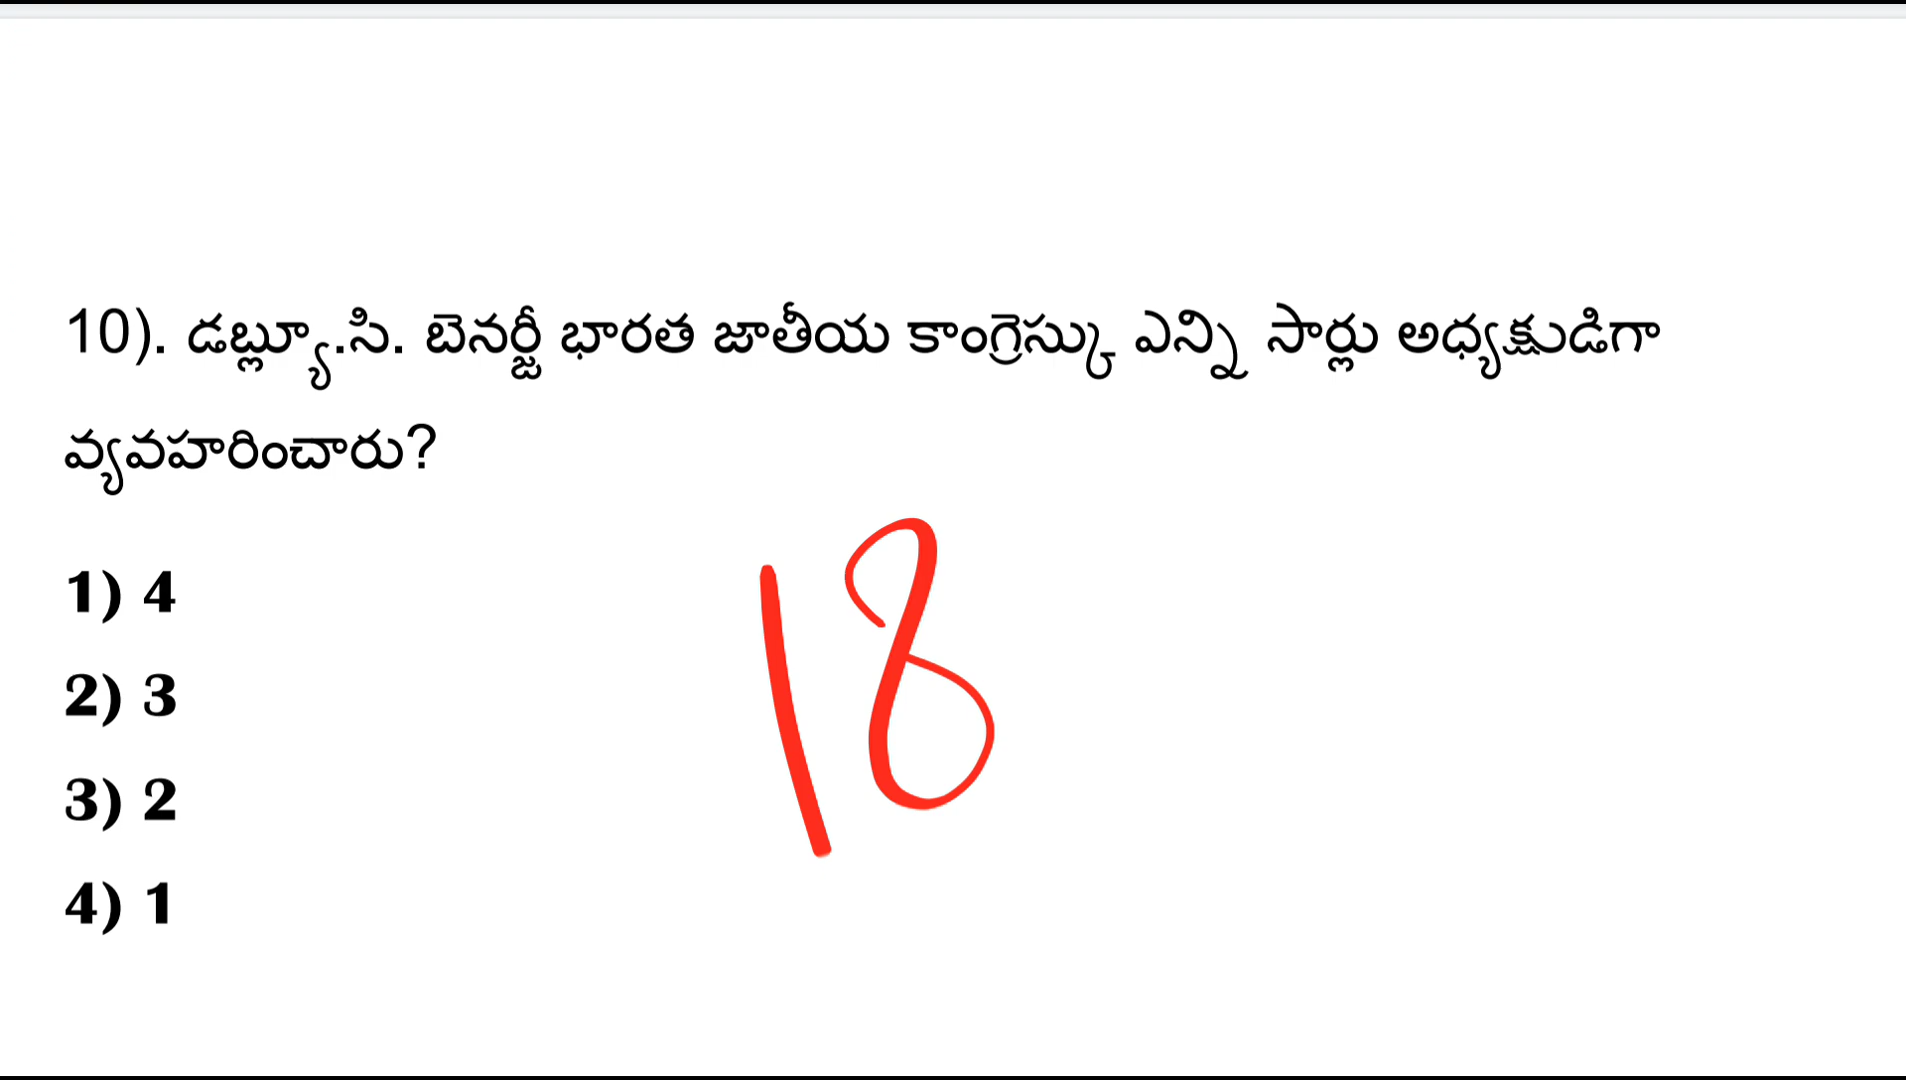 10). డబ్ల్యూ.సి. బెనర్జీ భారత జాతీయ కాంగ్రెస్కు ఎన్ని సార్లు అధ్యక్షుడిగా
వ్యవహరించారు?
1) 4
18
2) 3
3) 2
4) 1